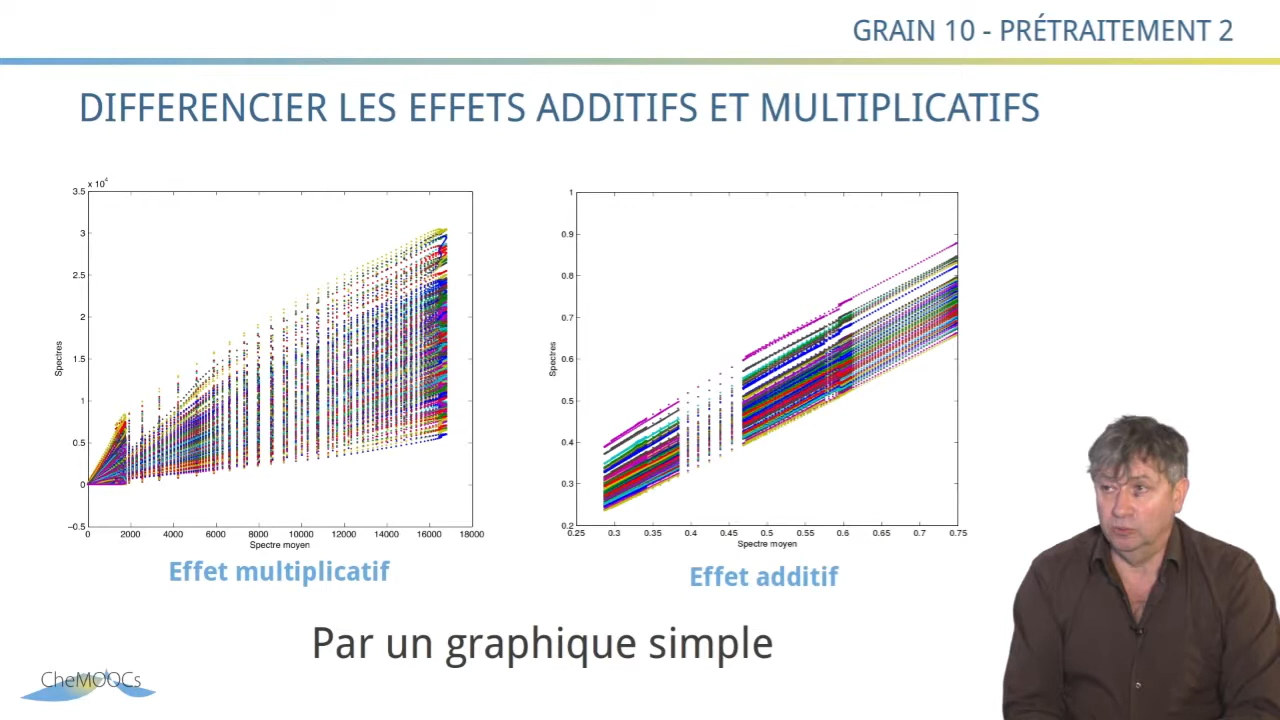 GRAIN 10 - PRÉTRAITEMENT 2
DIFFERENCIER LES EFFETS ADDITIFS ET MULTIPLICATIFS
x 10^4
3.5
3
2.5
2
1.5
1
0.5
0
-0.5
Spectres
0 2000 4000 6000 8000 10000 12000 14000 16000 18000
Spectre moyen
Effet multiplicatif
1
0.9
0.8
0.7
0.6
0.5
0.4
0.3
0.2
Spectres
0.25 0.3 0.35 0.4 0.45 0.5 0.55 0.6 0.65 0.7 0.75
Spectre moyen
Effet additif
Par un graphique simple
CheMOOCs